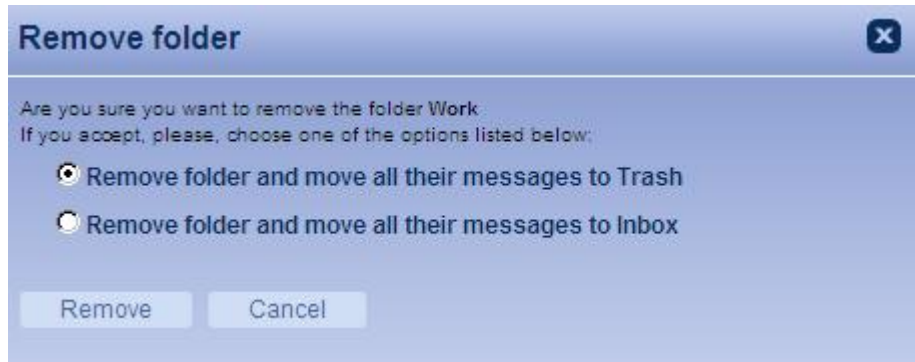 Remove folder
Are you sure you want to remove the folder Work
If you accept, please, choose one of the options listed below:
Remove folder and move all their messages to Trash
Remove folder and move all their messages to Inbox
Remove Cancel